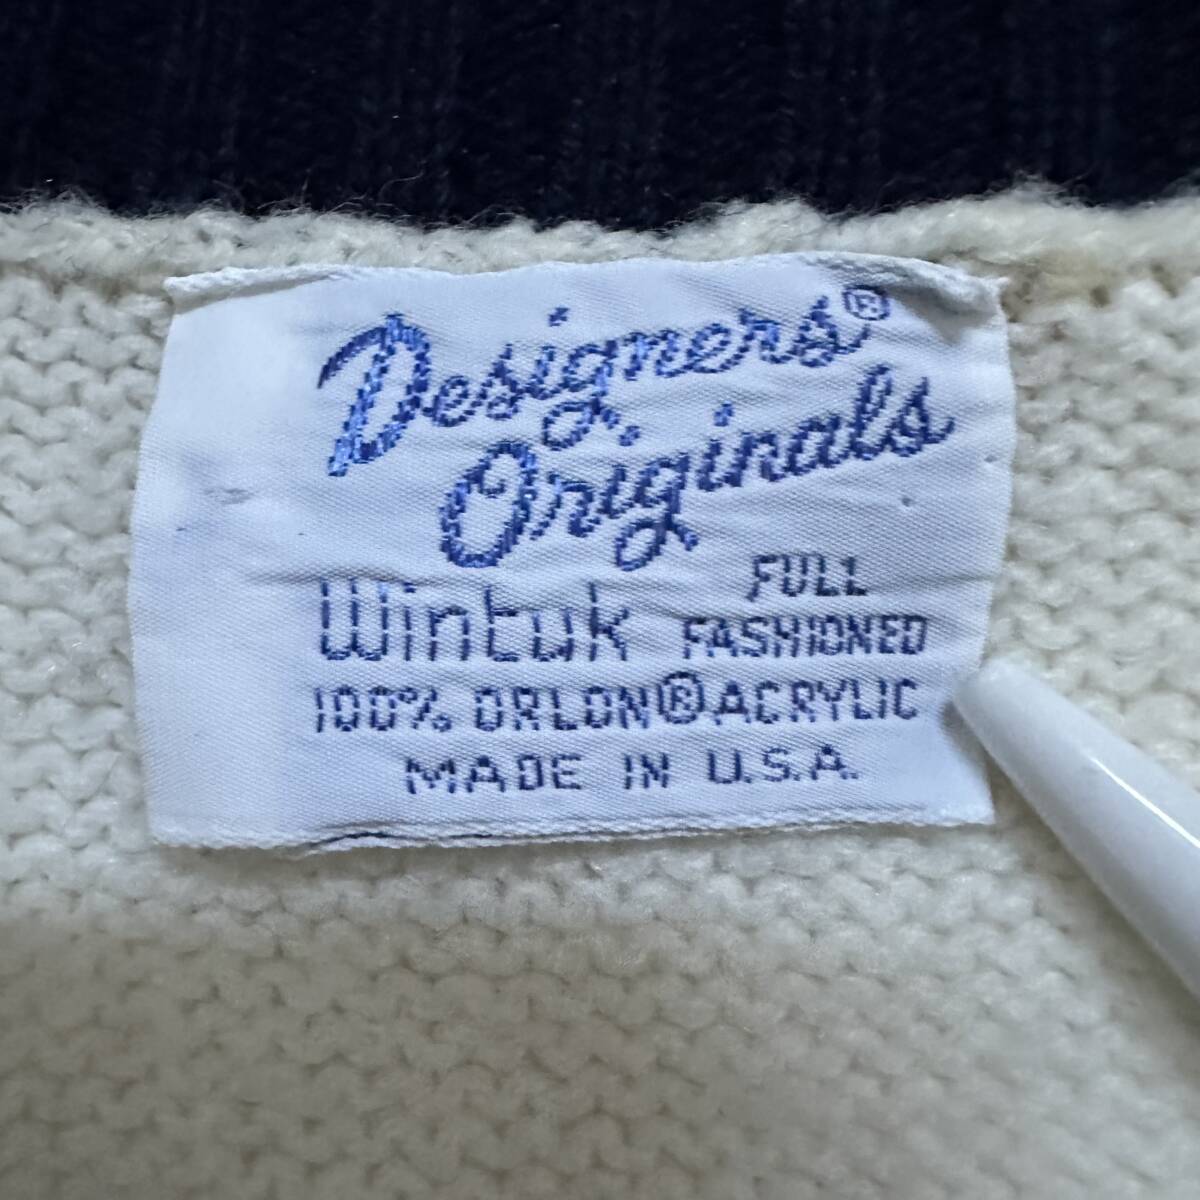 Designers®
Originals
Wintuk FULL FASHIONED
100% ORLON® ACRYLIC
MADE IN U.S.A.